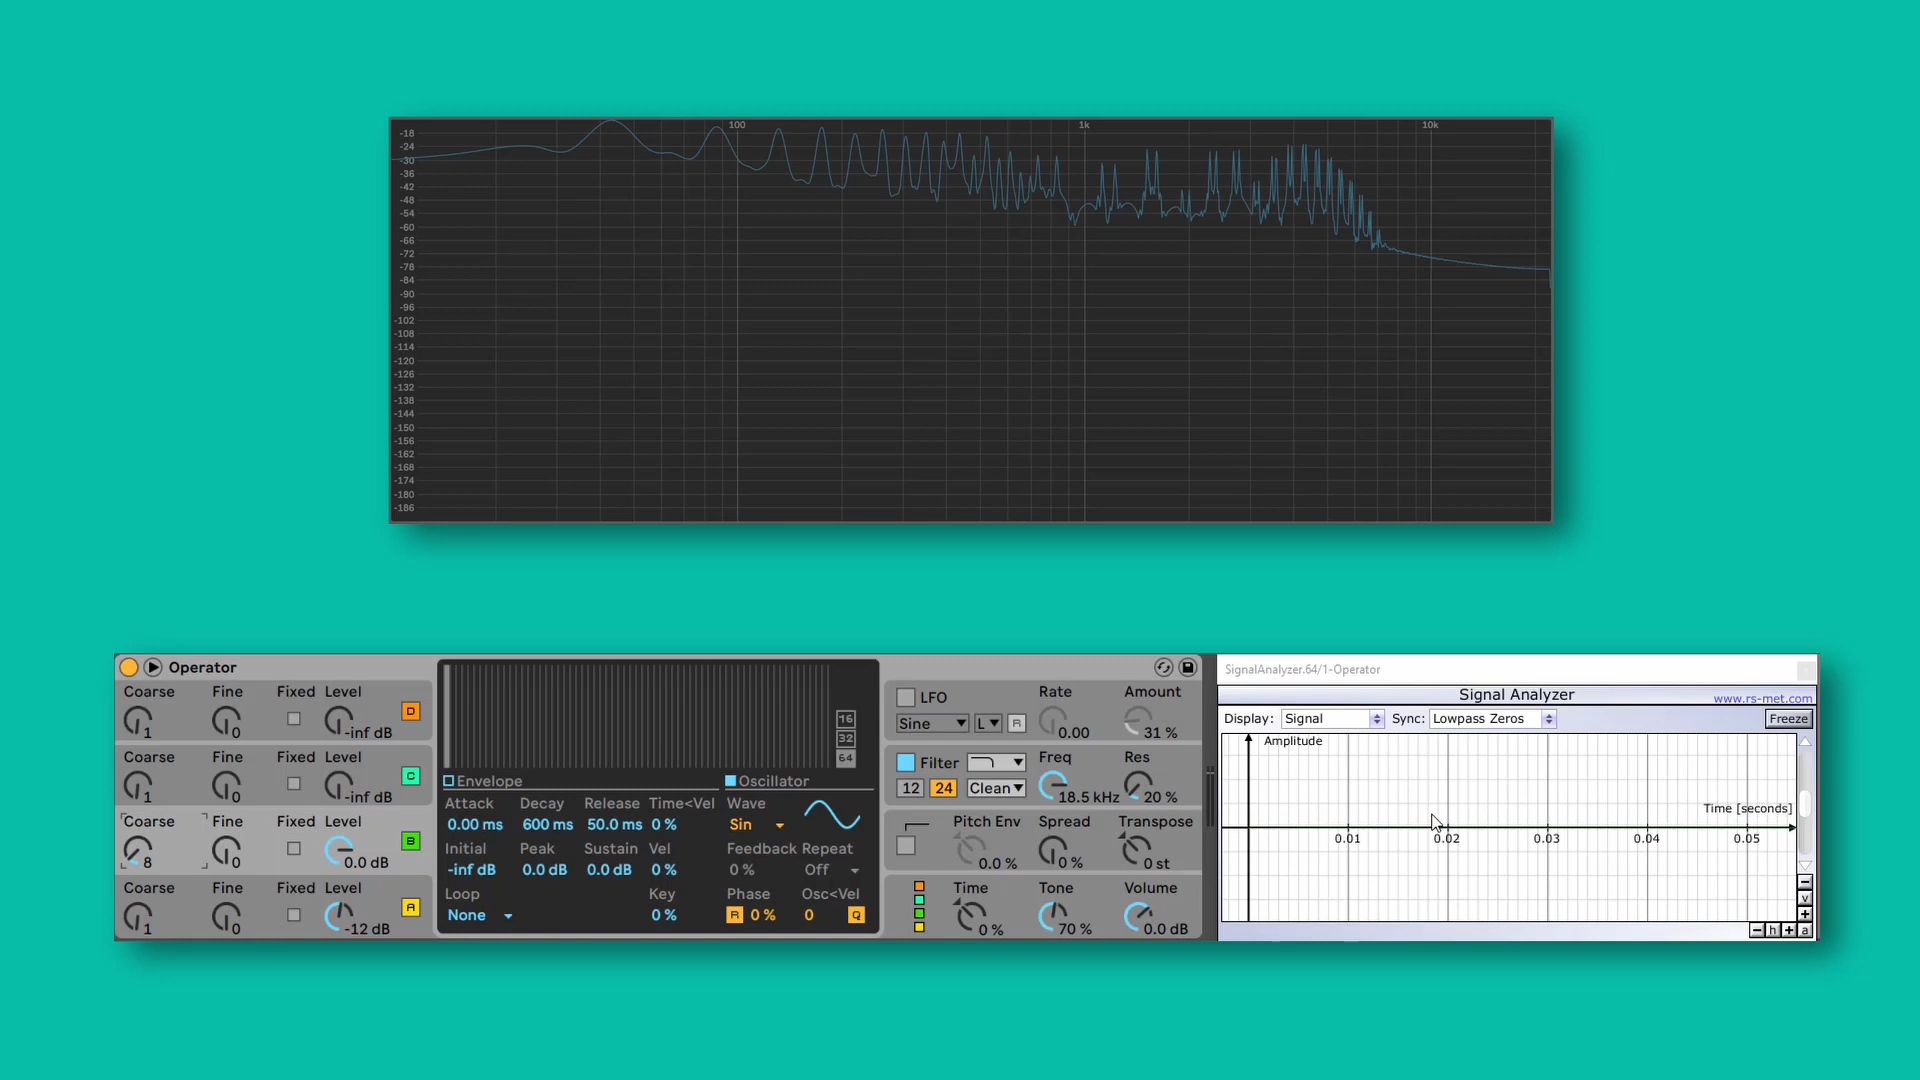 100 1k 10k
-18
-24
-30
-36
-42
-48
-54
-60
-66
-72
-78
-84
-90
-96
-102
-108
-114
-120
-126
-132
-138
-144
-150
-156
-162
-168
-174
-180
-186
Operator
Coarse Fine Fixed Level
1 0 -inf dB D
Coarse Fine Fixed Level
1 0 -inf dB C
Coarse Fine Fixed Level
8 0 0.0 dB B
Coarse Fine Fixed Level
1 0 -12 dB A
16
32
64
Envelope Oscillator
Attack Decay Release Time<Vel Wave
0.00 ms 600 ms 50.0 ms 0 % Sin
Initial Peak Sustain Vel Feedback Repeat
-inf dB 0.0 dB 0.0 dB 0 % 0 % Off
Loop Key Phase Osc<Vel
None 0 % R 0 % 0 Q
LFO Rate Amount
Sine L R 0.00 31 %
Filter Freq Res
12 24 Clean 18.5 kHz 20 %
Pitch Env Spread Transpose
0.0 % 0 % 0 st
Time Tone Volume
0 % 70 % 0.0 dB
SignalAnalyzer.64/1-Operator
Signal Analyzer www.rs-met.com
Display: Signal Sync: Lowpass Zeros Freeze
Amplitude
Time [seconds]
0.01 0.02 0.03 0.04 0.05
−
v
+
− h + a